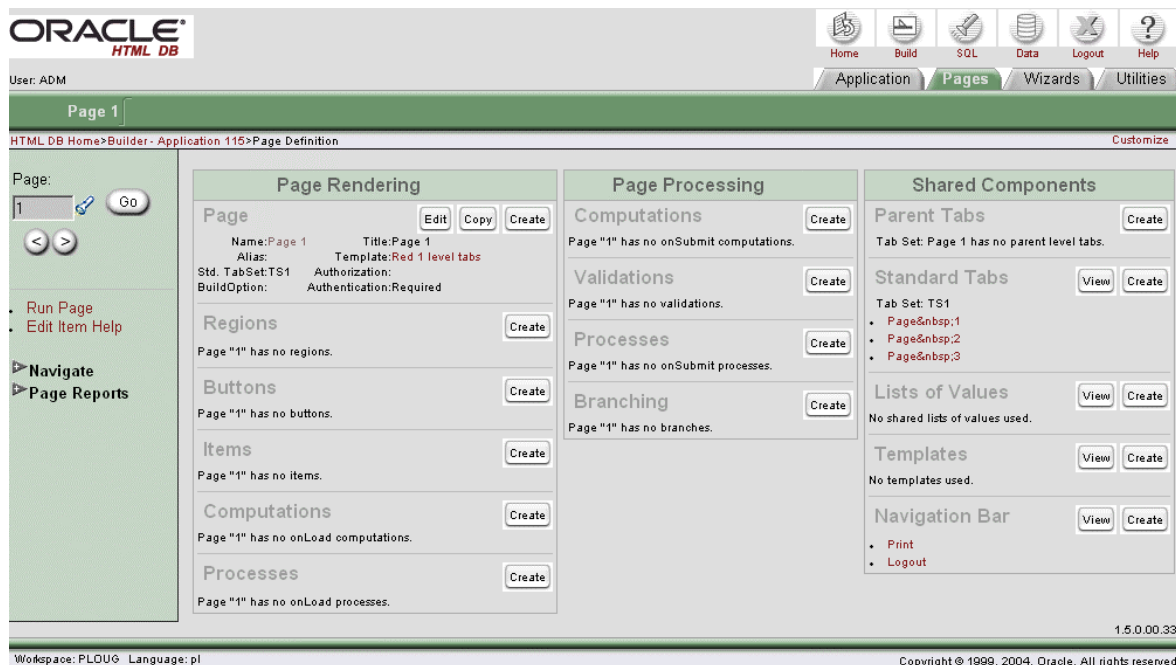 ORACLE
HTML DB
Home Build SQL Data Logout Help
User: ADM
Application Pages Wizards Utilities
Page 1
HTML DB Home>Builder - Application 115>Page Definition
Customize
Page:
1
Go
< >
Run Page
Edit Item Help
Navigate
Page Reports
Page Rendering
Page
Edit Copy Create
Name:Page 1 Title:Page 1
Alias: Template:Red 1 level tabs
Std. TabSet:TS1 Authorization:
BuildOption: Authentication:Required
Regions
Create
Page "1" has no regions.
Buttons
Create
Page "1" has no buttons.
Items
Create
Page "1" has no items.
Computations
Create
Page "1" has no onLoad computations.
Processes
Create
Page "1" has no onLoad processes.
Page Processing
Computations
Create
Page "1" has no onSubmit computations.
Validations
Create
Page "1" has no validations.
Processes
Create
Page "1" has no onSubmit processes.
Branching
Create
Page "1" has no branches.
Shared Components
Parent Tabs
Create
Tab Set: Page 1 has no parent level tabs.
Standard Tabs
View Create
Tab Set: TS1
Page&nbsp;1
Page&nbsp;2
Page&nbsp;3
Lists of Values
View Create
No shared lists of values used.
Templates
View Create
No templates used.
Navigation Bar
View Create
Print
Logout
1.5.0.00.33
Workspace: PLOUG Language: pl
Copyright © 1999, 2004, Oracle. All rights reserved